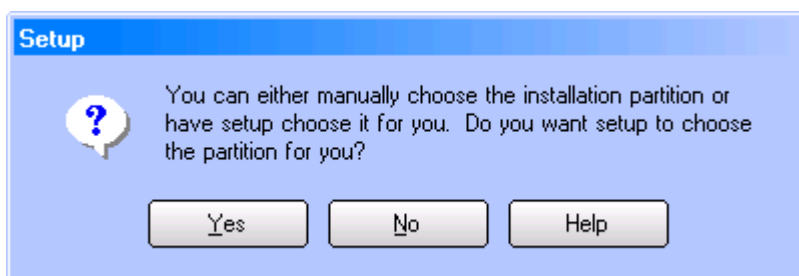 Setup
?
You can either manually choose the installation partition or
have setup choose it for you.  Do you want setup to choose
the partition for you?
Yes
No
Help